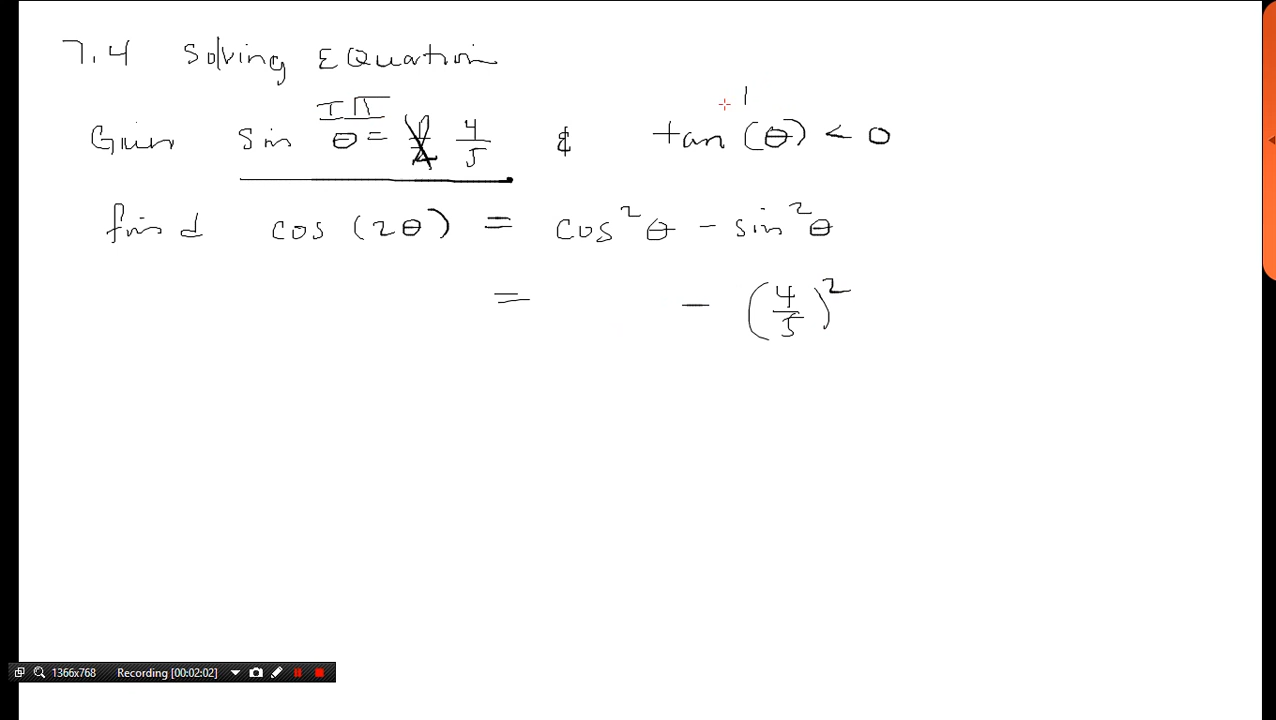 7.4 Solving EQuation
I II
Given sin θ = 4/5 & tan (θ) < 0
find cos (2θ) = cos²θ - sin²θ
= - (4/5)²
1366x768 Recording [00:02:02]